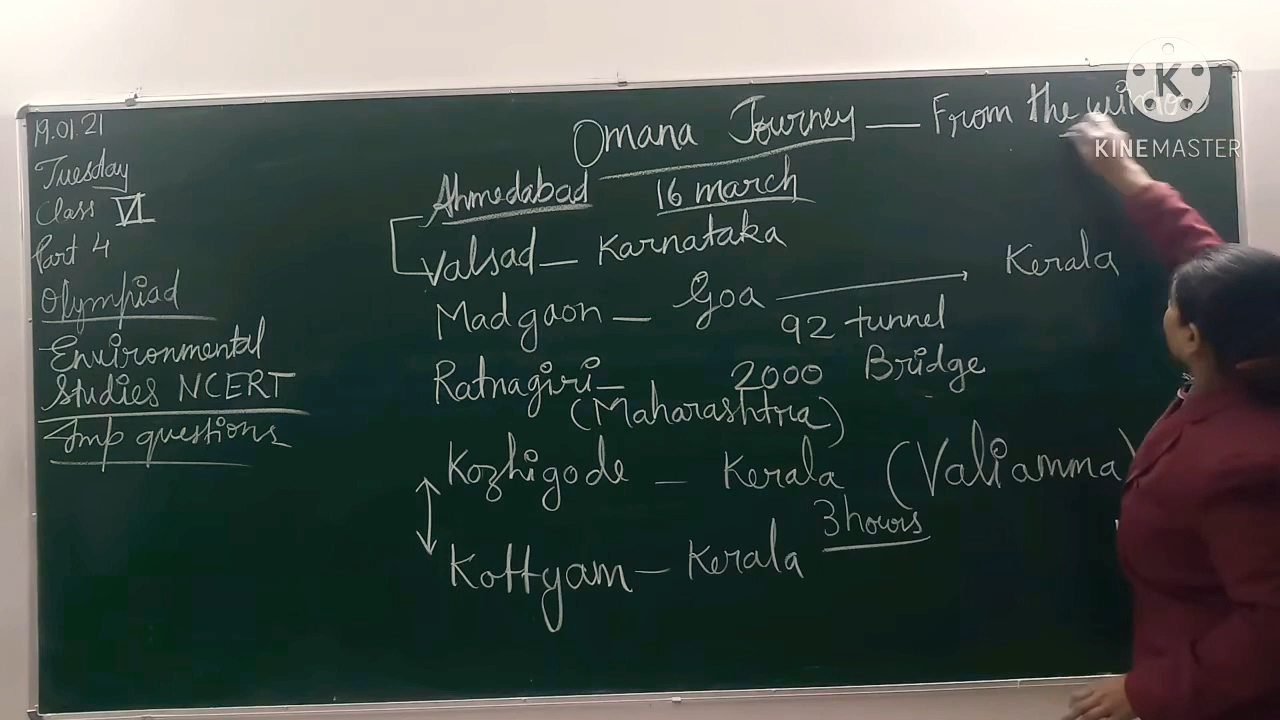 19.01.21
Tuesday
Class VI
Part 4
Olympiad
Environmental
Studies NCERT
Imp questions
Omana Journey — From the window
Ahmedabad 16 march
Valsad — Karnataka
Madgaon — Goa → Kerala
92 tunnel
Ratnagiri — 2000 Bridge
(Maharashtra)
Kozhigode — Kerala (Valiamma)
3 hours
Kottyam — Kerala
K
KINEMASTER